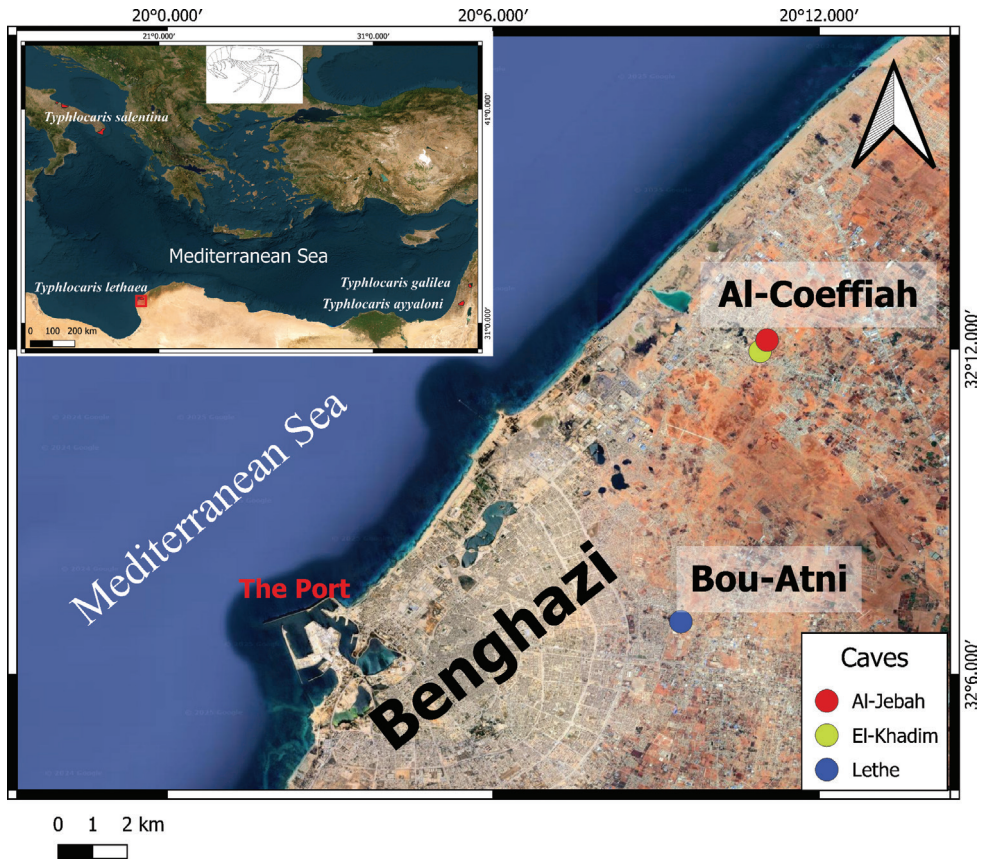 20°0.000'
20°6.000'
20°12.000'
21°0.000'
31°0.000'
41°0.000'
31°0.000'
Typhlocaris salentina
Mediterranean Sea
Typhlocaris lethaea
Typhlocaris galilea
Typhlocaris ayyaloni
0 100 200 km
Al-Coeffiah
32°12.000'
Mediterranean Sea
The Port
Benghazi
Bou-Atni
32°6.000'
Caves
Al-Jebah
El-Khadim
Lethe
0 1 2 km